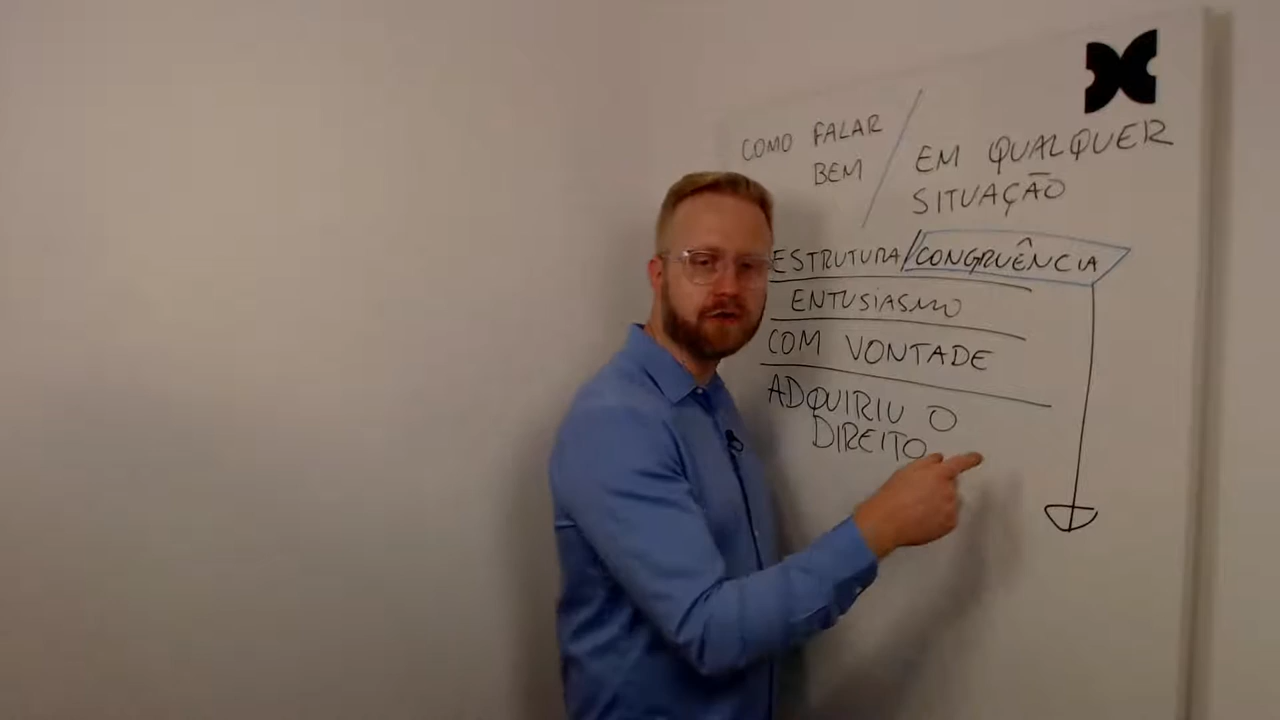 COMO FALAR
BEM
EM QUALQUER
SITUAÇÃO
ESTRUTURA/CONGRUÊNCIA
ENTUSIASMO
COM VONTADE
ADQUIRIU O
DIREITO